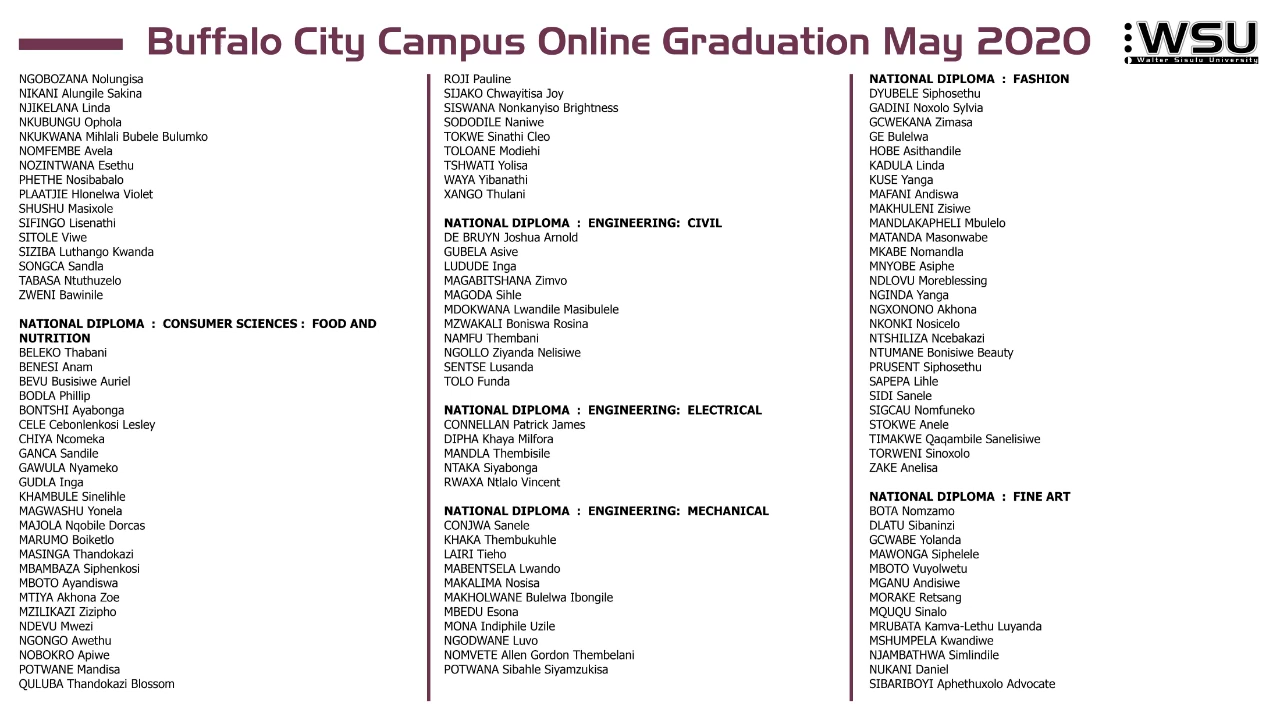 Buffalo City Campus Online Graduation May 2020
WSU
Walter Sisulu University
NGOBOZANA Nolungisa
NIKANI Alungile Sakina
NJIKELANA Linda
NKUBUNGU Ophola
NKUKWANA Mihlali Bubele Bulumko
NOMFEMBE Avela
NOZINTWANA Esethu
PHETHE Nosibabalo
PLAATJIE Hlonelwa Violet
SHUSHU Masixole
SIFINGO Lisenathi
SITOLE Viwe
SIZIBA Luthango Kwanda
SONGCA Sandla
TABASA Ntuthuzelo
ZWENI Bawinile
NATIONAL DIPLOMA : CONSUMER SCIENCES : FOOD AND
NUTRITION
BELEKO Thabani
BENESI Anam
BEVU Busisiwe Auriel
BODLA Phillip
BONTSHI Ayabonga
CELE Cebonlenkosi Lesley
CHIYA Ncomeka
GANCA Sandile
GAWULA Nyameko
GUDLA Inga
KHAMBULE Sinelihle
MAGWASHU Yonela
MAJOLA Nqobile Dorcas
MARUMO Boiketlo
MASINGA Thandokazi
MBAMBAZA Siphenkosi
MBOTO Ayandiswa
MTIYA Akhona Zoe
MZILIKAZI Zizipho
NDEVU Mwezi
NGONGO Awethu
NOBOKRO Apiwe
POTWANE Mandisa
QULUBA Thandokazi Blossom
ROJI Pauline
SIJAKO Chwayitisa Joy
SISWANA Nonkanyiso Brightness
SODODILE Naniwe
TOKWE Sinathi Cleo
TOLOANE Modiehi
TSHWATI Yolisa
WAYA Yibanathi
XANGO Thulani
NATIONAL DIPLOMA : ENGINEERING: CIVIL
DE BRUYN Joshua Arnold
GUBELA Asive
LUDUDE Inga
MAGABITSHANA Zimvo
MAGODA Sihle
MDOKWANA Lwandile Masibulele
MZWAKALI Boniswa Rosina
NAMFU Thembani
NGOLLO Ziyanda Nelisiwe
SENTSE Lusanda
TOLO Funda
NATIONAL DIPLOMA : ENGINEERING: ELECTRICAL
CONNELLAN Patrick James
DIPHA Khaya Milfora
MANDLA Thembisile
NTAKA Siyabonga
RWAXA Ntlalo Vincent
NATIONAL DIPLOMA : ENGINEERING: MECHANICAL
CONJWA Sanele
KHAKA Thembukuhle
LAIRI Tieho
MABENTSELA Lwando
MAKALIMA Nosisa
MAKHOLWANE Bulelwa Ibongile
MBEDU Esona
MONA Indiphile Uzile
NGODWANE Luvo
NOMVETE Allen Gordon Thembelani
POTWANA Sibahle Siyamzukisa
NATIONAL DIPLOMA : FASHION
DYUBELE Siphosethu
GADINI Noxolo Sylvia
GCWEKANA Zimasa
GE Bulelwa
HOBE Asithandile
KADULA Linda
KUSE Yanga
MAFANI Andiswa
MAKHULENI Zisiwe
MANDLAKAPHELI Mbulelo
MATANDA Masonwabe
MKABE Nomandla
MNYOBE Asiphe
NDLOVU Moreblessing
NGINDA Yanga
NGXONONO Akhona
NKONKI Nosicelo
NTSHILIZA Ncebakazi
NTUMANE Bonisiwe Beauty
PRUSENT Siphosethu
SAPEPA Lihle
SIDI Sanele
SIGCAU Nomfuneko
STOKWE Anele
TIMAKWE Qaqambile Sanelisiwe
TORWENI Sinoxolo
ZAKE Anelisa
NATIONAL DIPLOMA : FINE ART
BOTA Nomzamo
DLATU Sibaninzi
GCWABE Yolanda
MAWONGA Siphelele
MBOTO Vuyolwetu
MGANU Andisiwe
MORAKE Retsang
MQUQU Sinalo
MRUBATA Kamva-Lethu Luyanda
MSHUMPELA Kwandiwe
NJAMBATHWA Simlindile
NUKANI Daniel
SIBARIBOYI Aphethuxolo Advocate